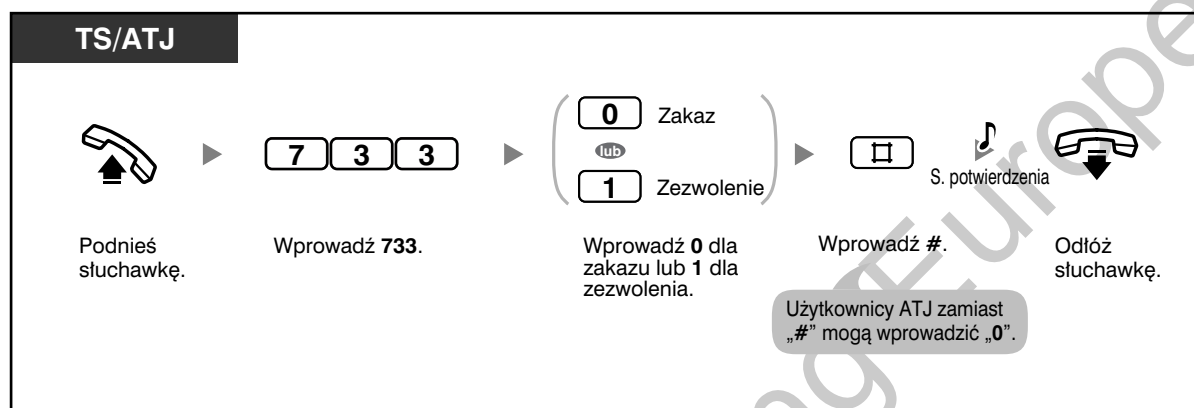 TS/ATJ
7 3 3
0 Zakaz
lub
1 Zezwolenie
S. potwierdzenia
Podnieś
słuchawkę.
Wprowadź 733.
Wprowadź 0 dla
zakazu lub 1 dla
zezwolenia.
Wprowadź #.
Użytkownicy ATJ zamiast
„#” mogą wprowadzić „0”.
Odłóż
słuchawkę.